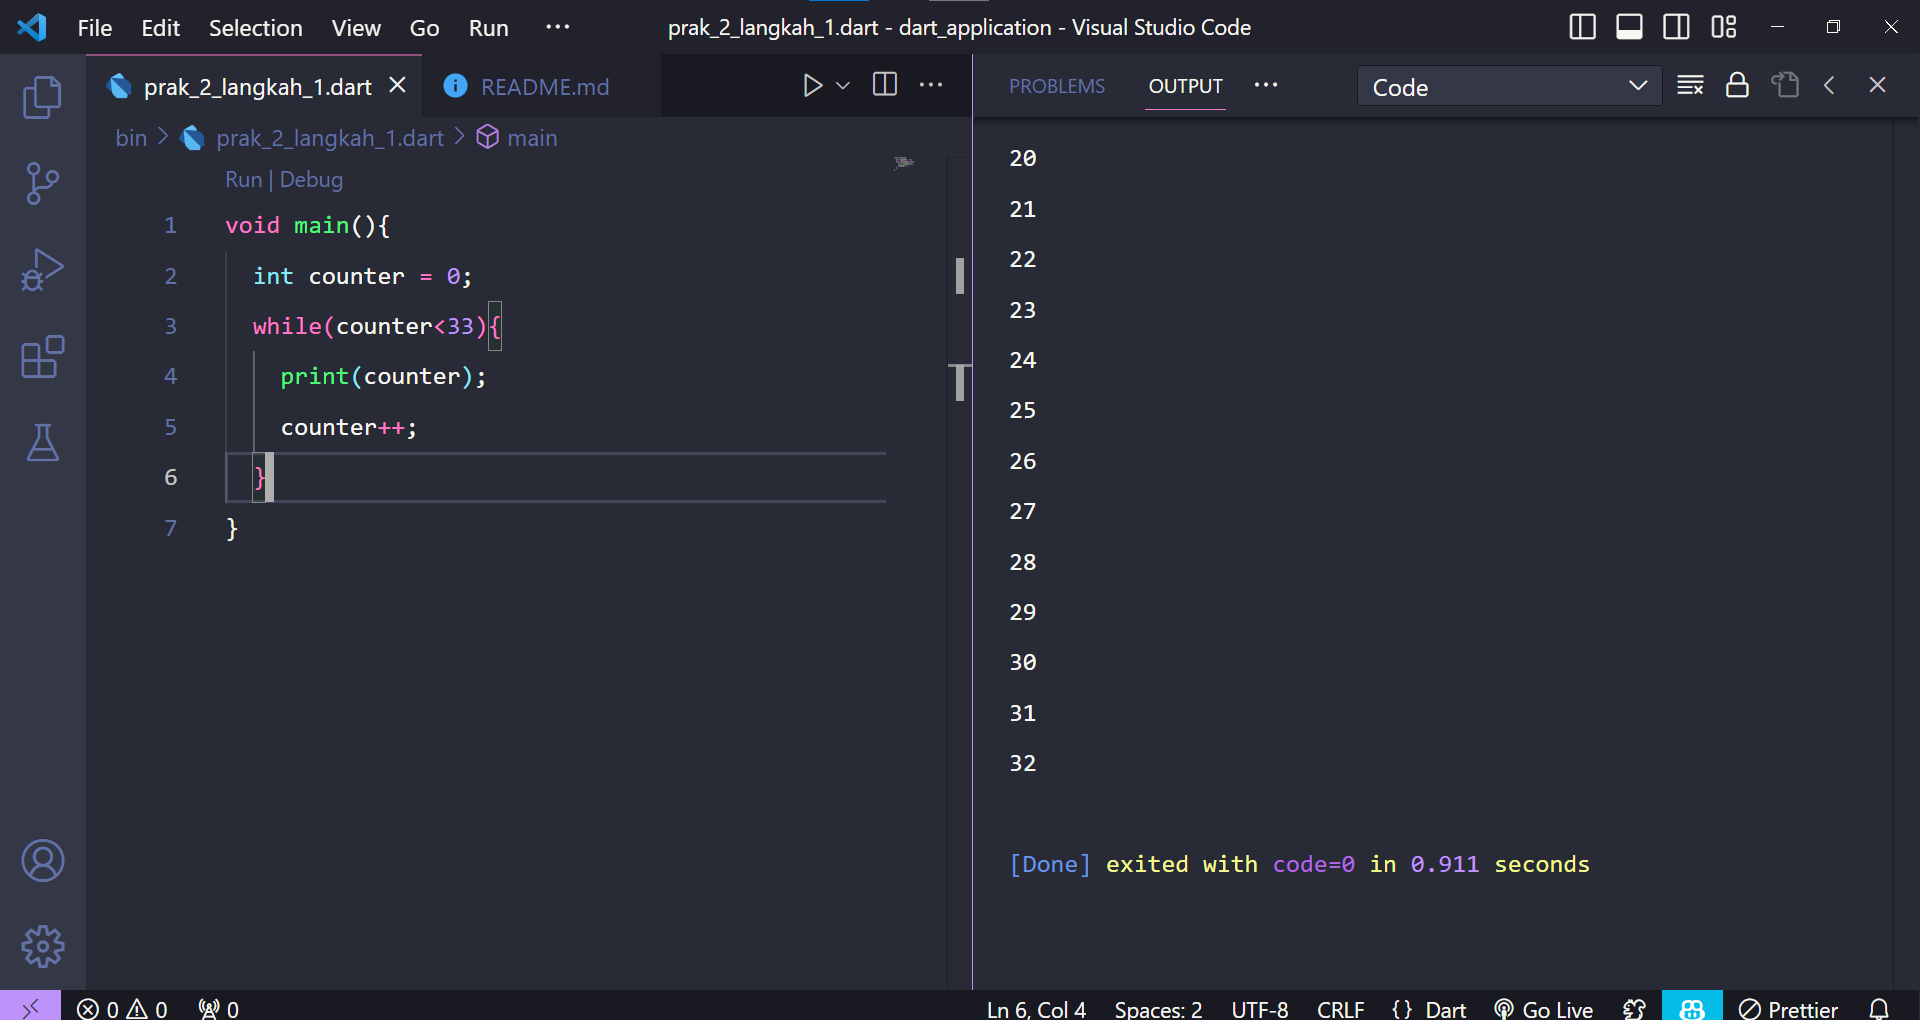 File Edit Selection View Go Run ··· prak_2_langkah_1.dart - dart_application - Visual Studio Code
prak_2_langkah_1.dart README.md
bin > prak_2_langkah_1.dart > main
Run | Debug
1 void main(){
2 int counter = 0;
3 while(counter<33){
4 print(counter);
5 counter++;
6 }
7 }
PROBLEMS OUTPUT ··· Code
20
21
22
23
24
25
26
27
28
29
30
31
32
[Done] exited with code=0 in 0.911 seconds
0 0 0 Ln 6, Col 4 Spaces: 2 UTF-8 CRLF {} Dart Go Live Prettier